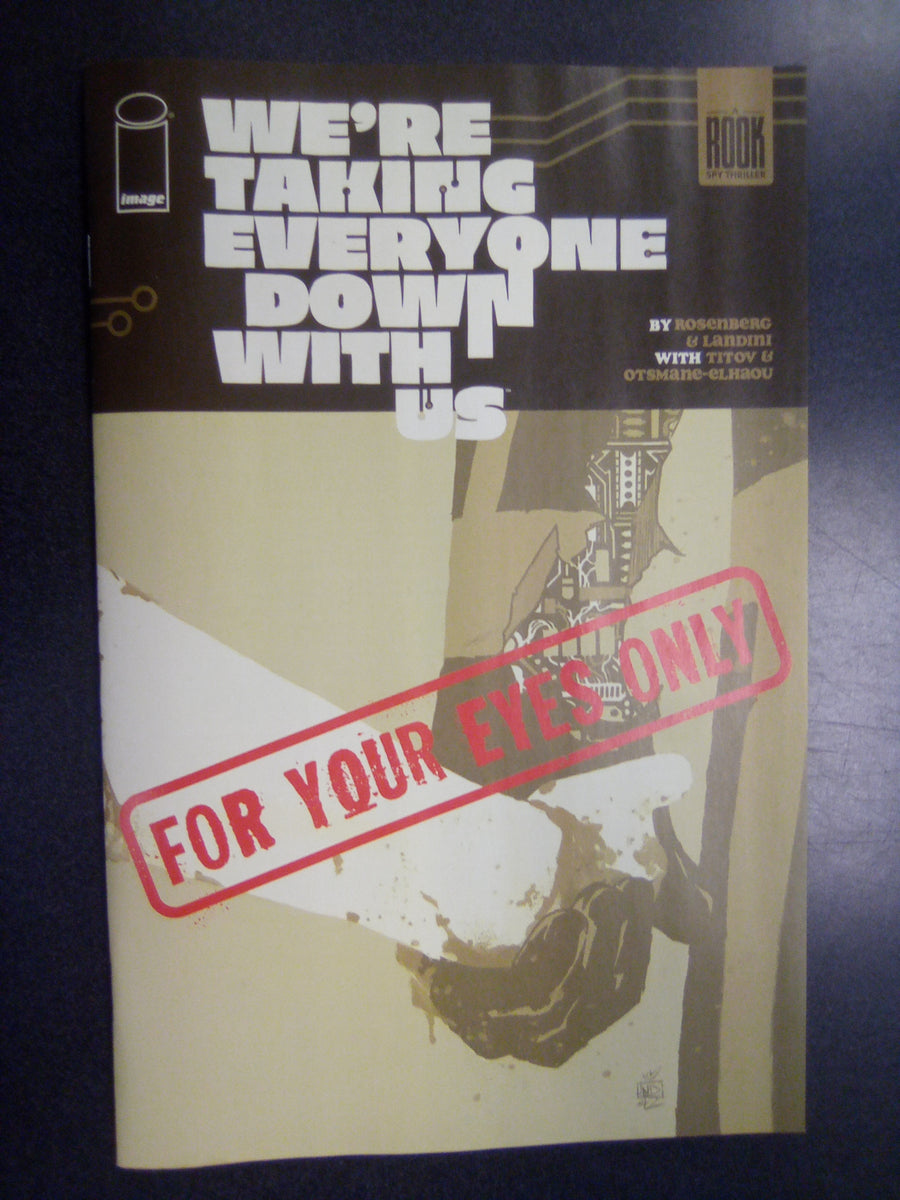 image
WE'RE
TAKING
EVERYONE
DOWN
WITH
US™
A
ROOK
SPY THRILLER
BY ROSENBERG
& LANDINI
WITH TITOV &
OTSMANE-ELHAOU
FOR YOUR EYES ONLY